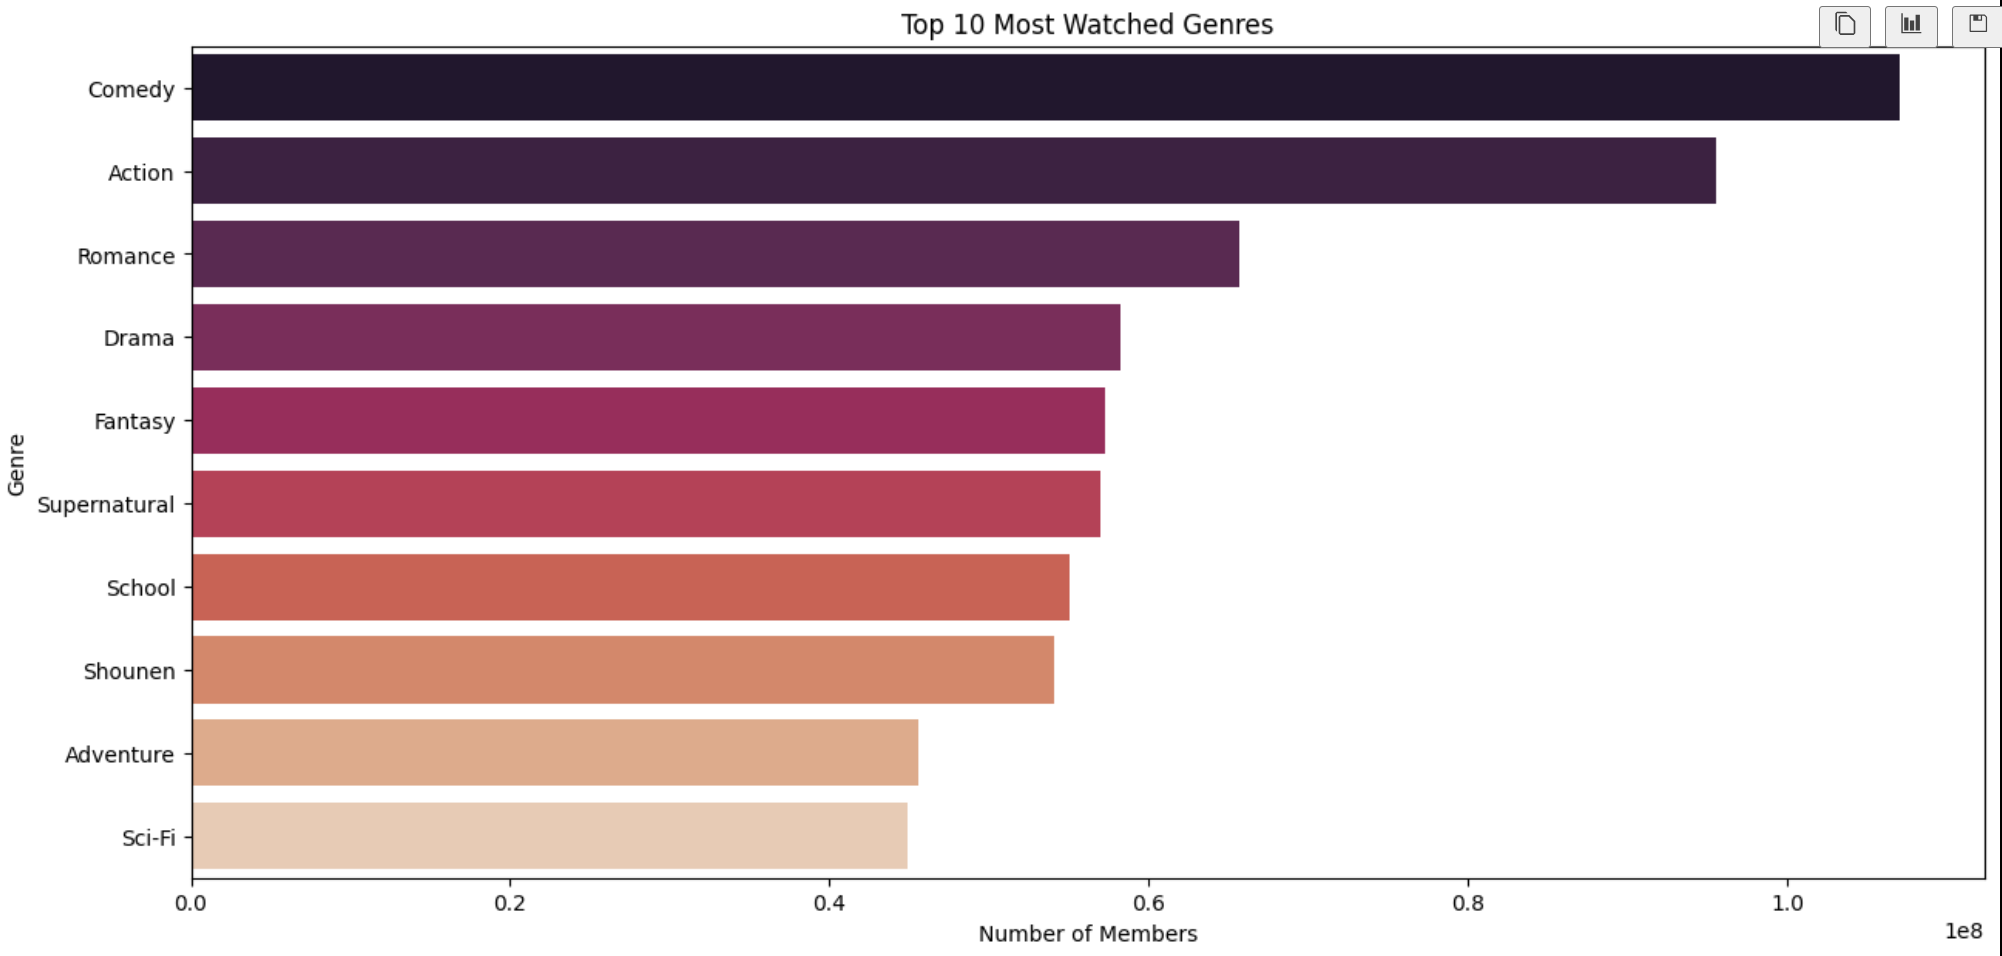 Top 10 Most Watched Genres
Comedy
Action
Romance
Drama
Fantasy
Supernatural
School
Shounen
Adventure
Sci-Fi
Genre
0.0 0.2 0.4 0.6 0.8 1.0
Number of Members
1e8